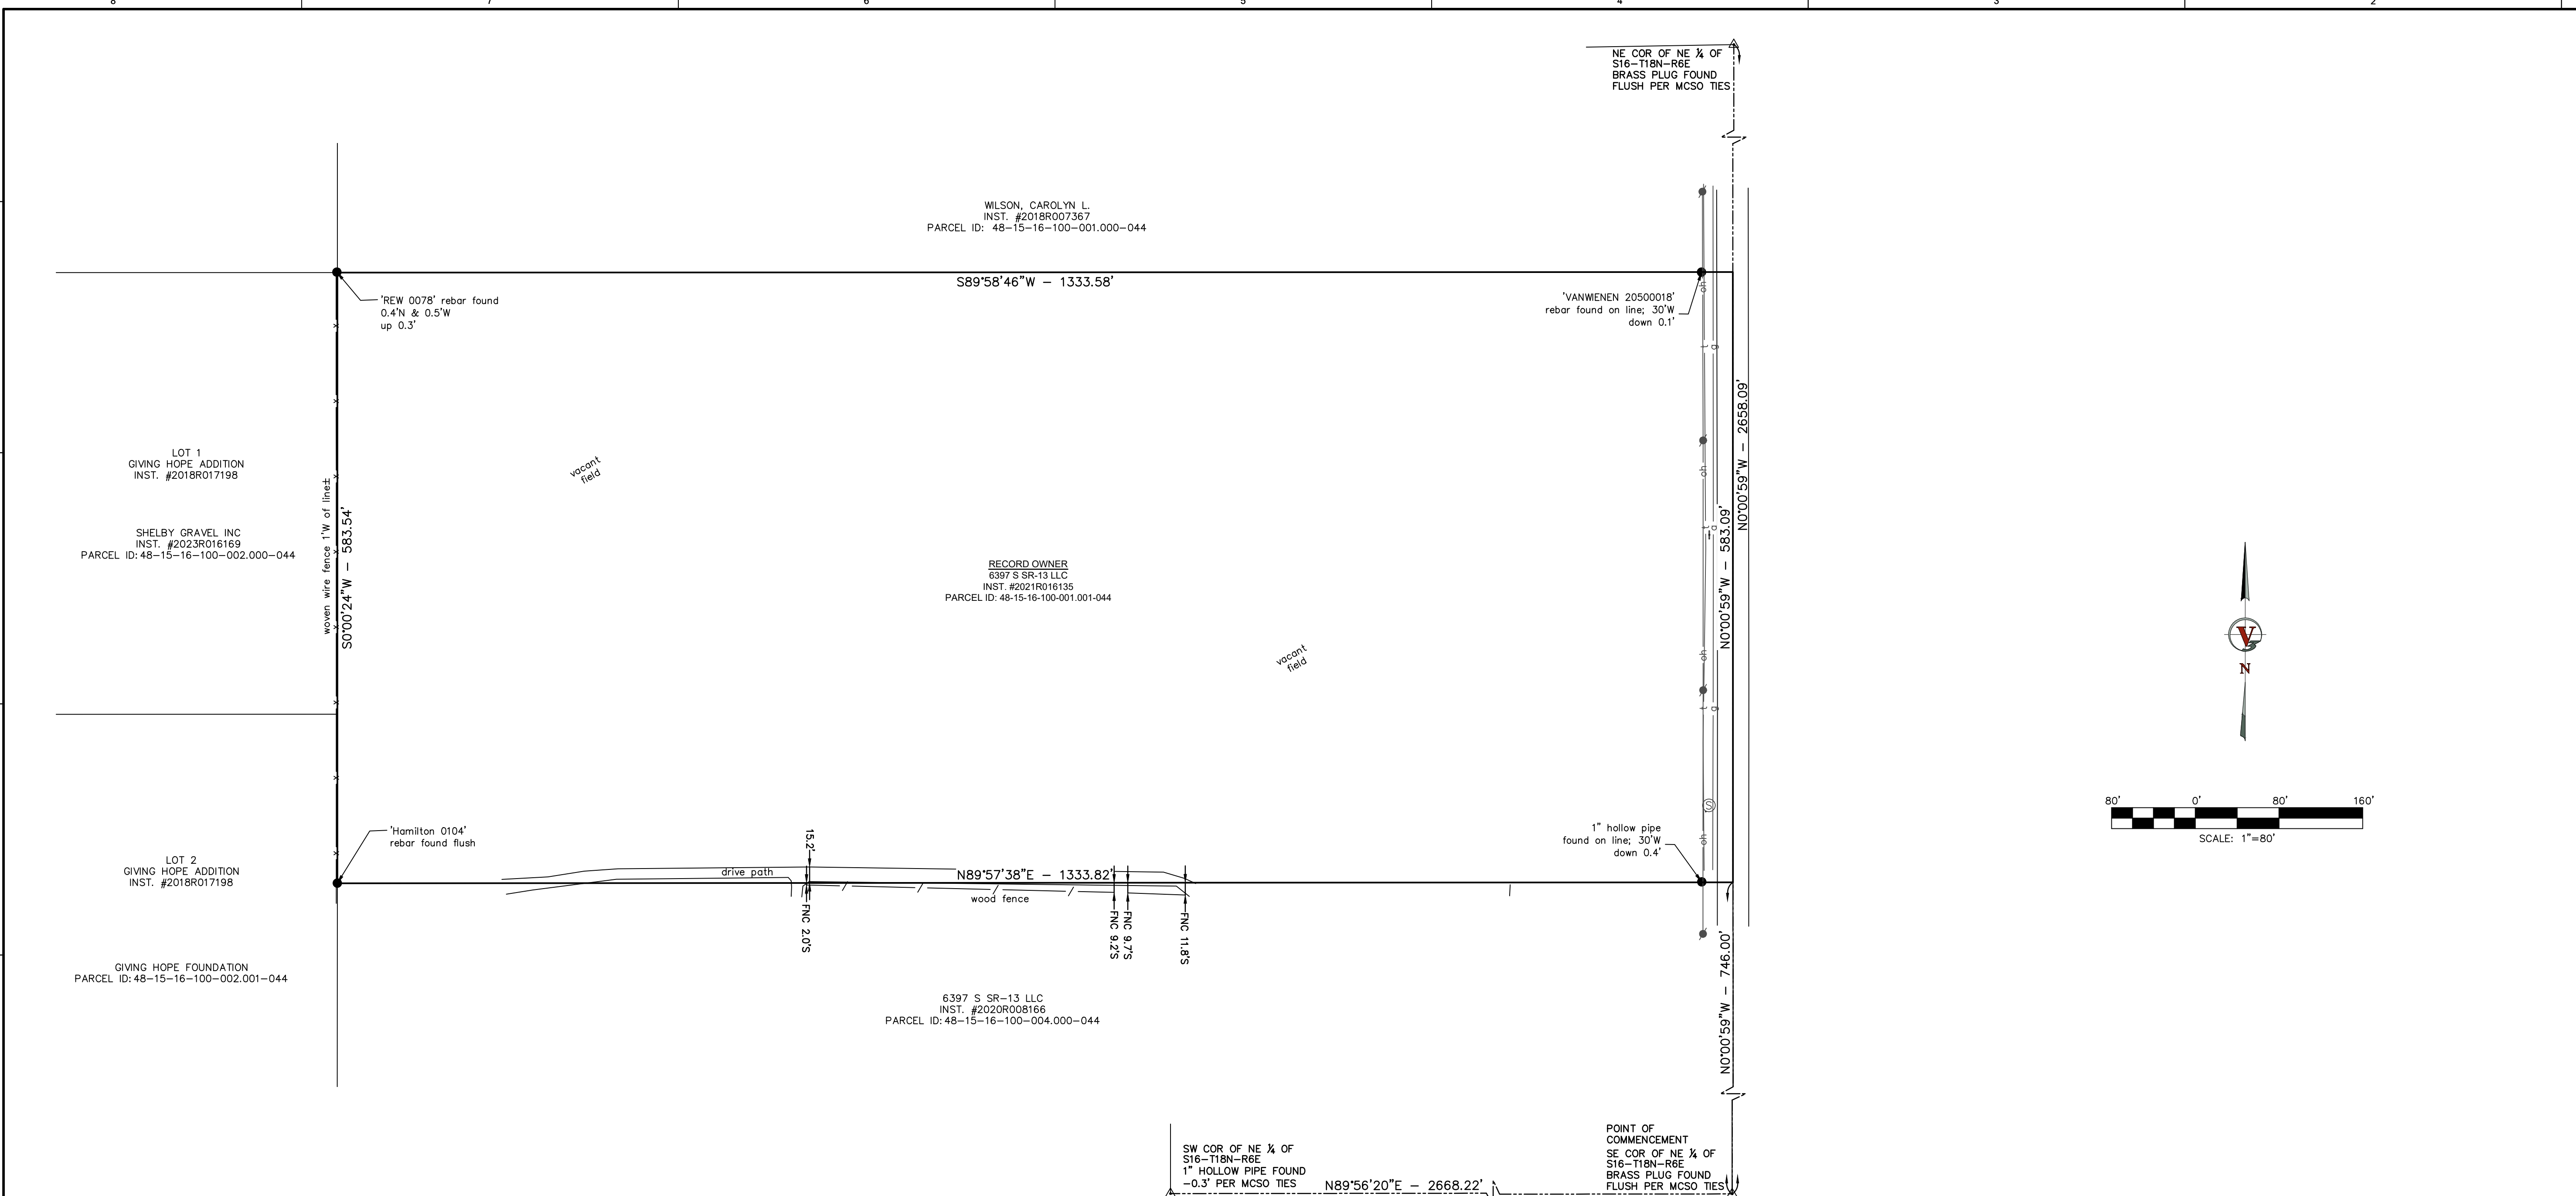 8 7 6 5 4 3 2
NE COR OF NE ¼ OF
S16-T18N-R6E
BRASS PLUG FOUND
FLUSH PER MCSO TIES
WILSON, CAROLYN L.
INST. #2018R007367
PARCEL ID: 48-15-16-100-001.000-044
S89°58'46"W - 1333.58'
'REW 0078' rebar found
0.4'N & 0.5'W
up 0.3'
'VANWIENEN 20500018'
rebar found on line; 30'W
down 0.1'
oh
t g
N0°00'59"W - 2658.09'
vacant
field
LOT 1
GIVING HOPE ADDITION
INST. #2018R017198
woven wire fence 1'W of line±
S0°00'24"W - 583.54'
oh
t g
N0°00'59"W - 583.09'
SHELBY GRAVEL INC
INST. #2023R016169
PARCEL ID: 48-15-16-100-002.000-044
RECORD OWNER
6397 S SR-13 LLC
INST. #2021R016135
PARCEL ID: 48-15-16-100-001.001-044
vacant
field
oh
t g
V3
N
80' 0' 80' 160'
SCALE: 1"=80'
S
oh
'Hamilton 0104'
rebar found flush
1" hollow pipe
found on line; 30'W
down 0.4'
LOT 2
GIVING HOPE ADDITION
INST. #2018R017198
15.2'
drive path
N89°57'38"E - 1333.82'
wood fence
FNC 2.0'S
FNC 9.2'S
FNC 9.7'S
FNC 11.8'S
GIVING HOPE FOUNDATION
PARCEL ID: 48-15-16-100-002.001-044
6397 S SR-13 LLC
INST. #2020R008166
PARCEL ID: 48-15-16-100-004.000-044
N0°00'59"W - 746.00'
SW COR OF NE ¼ OF
S16-T18N-R6E
1" HOLLOW PIPE FOUND
-0.3' PER MCSO TIES
N89°56'20"E - 2668.22'
POINT OF
COMMENCEMENT
SE COR OF NE ¼ OF
S16-T18N-R6E
BRASS PLUG FOUND
FLUSH PER MCSO TIES